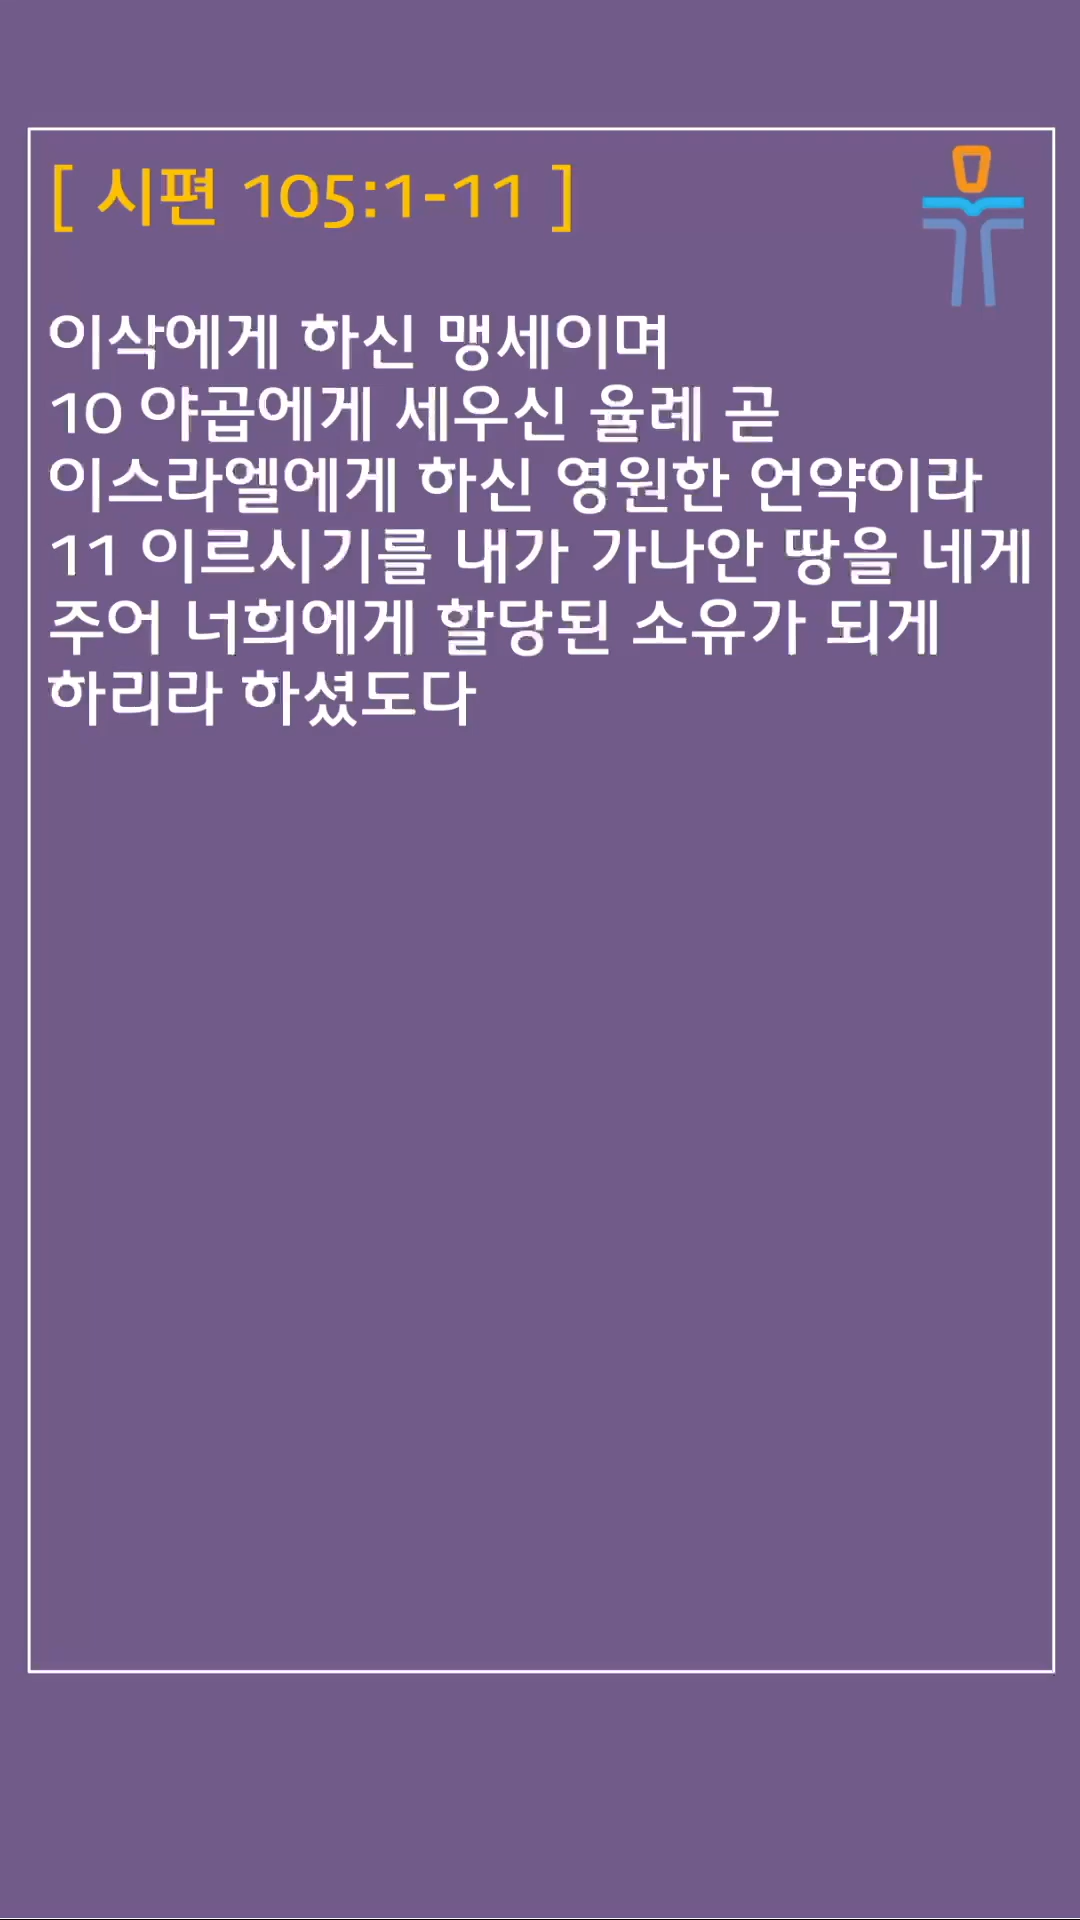 [ 시편 105:1-11 ]
이삭에게 하신 맹세이며
10 야곱에게 세우신 율례 곧
이스라엘에게 하신 영원한 언약이라
11 이르시기를 내가 가나안 땅을 네게
주어 너희에게 할당된 소유가 되게
하리라 하셨도다